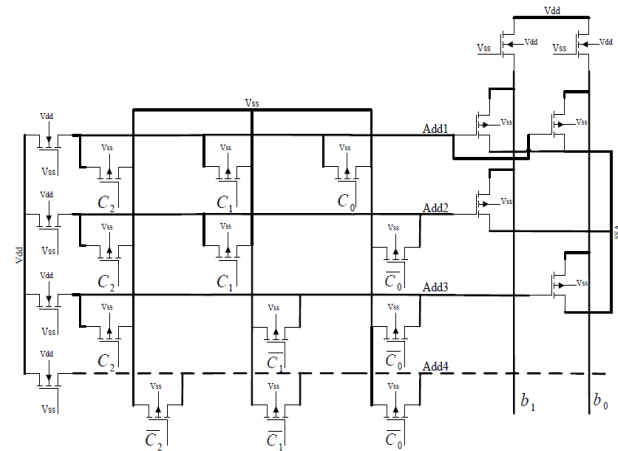 Vdd
Vss Vdd Vss Vdd
Vdd Vss
Add1 Vss Vss
Vss Vss Vss Vss
C2 C1 C0
Vdd Add2 Vss
Vss Vss Vss
Vss
C2 C1 C̅0
Vdd Vss
Vdd Add3 Vss
Vss Vss Vss Vss
C2 C̅1 C̅0
Vdd Add4
Vss Vss Vss Vss
C̅2 C̅1 C̅0
b1 b0